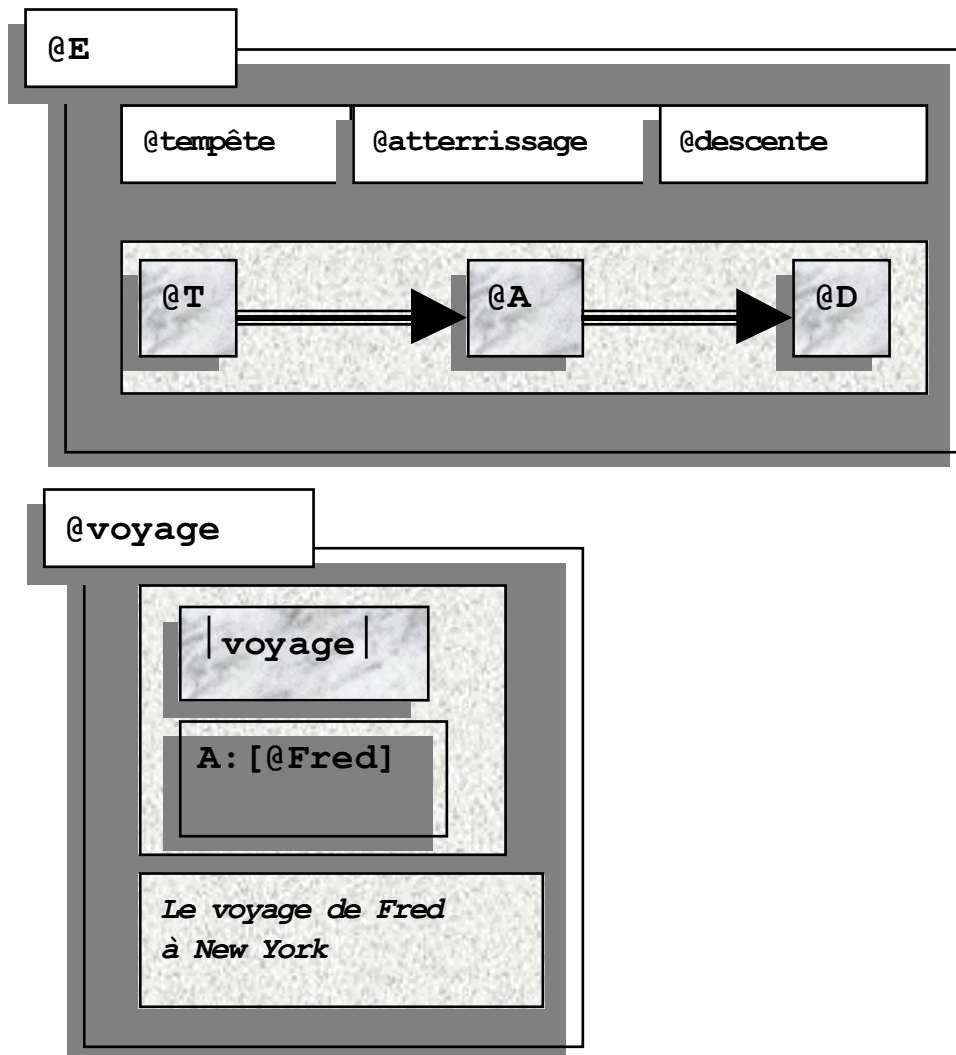 @E
@tempête @atterrissage @descente
@T @A @D
@voyage
|voyage|
A:[@Fred]
Le voyage de Fred
à New York